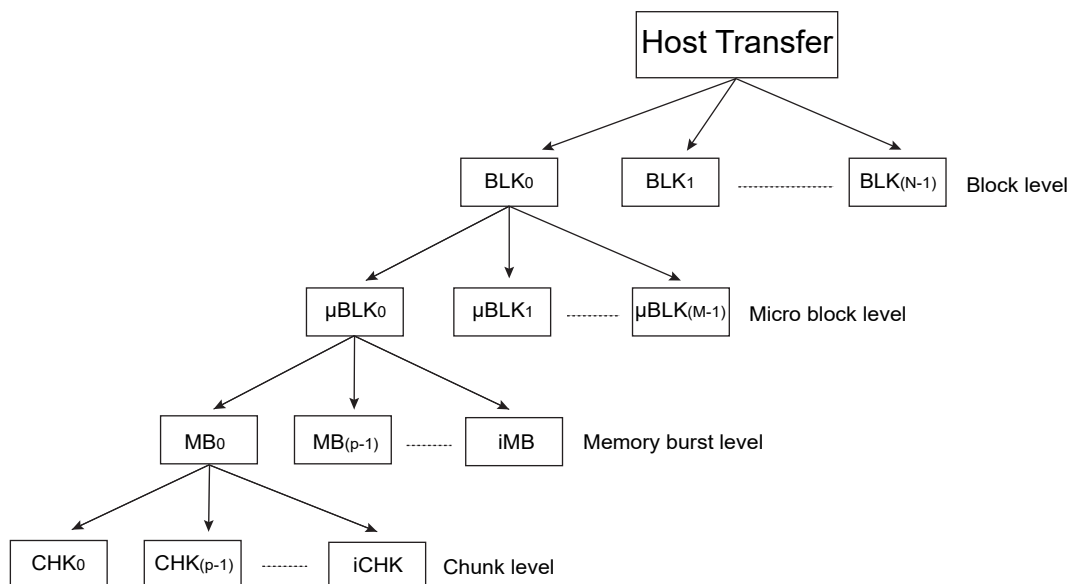 Host Transfer
BLK0 BLK1 BLK(N-1) Block level
µBLK0 µBLK1 µBLK(M-1) Micro block level
MB0 MB(p-1) iMB Memory burst level
CHK0 CHK(p-1) iCHK Chunk level